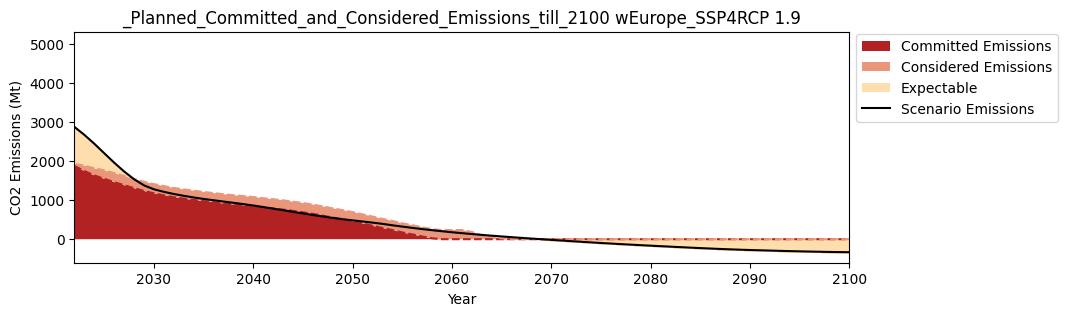 _Planned_Committed_and_Considered_Emissions_till_2100 wEurope_SSP4RCP 1.9
CO2 Emissions (Mt)
5000
4000
3000
2000
1000
0
2030
2040
2050
2060
2070
2080
2090
2100
Year
Committed Emissions
Considered Emissions
Expectable
Scenario Emissions